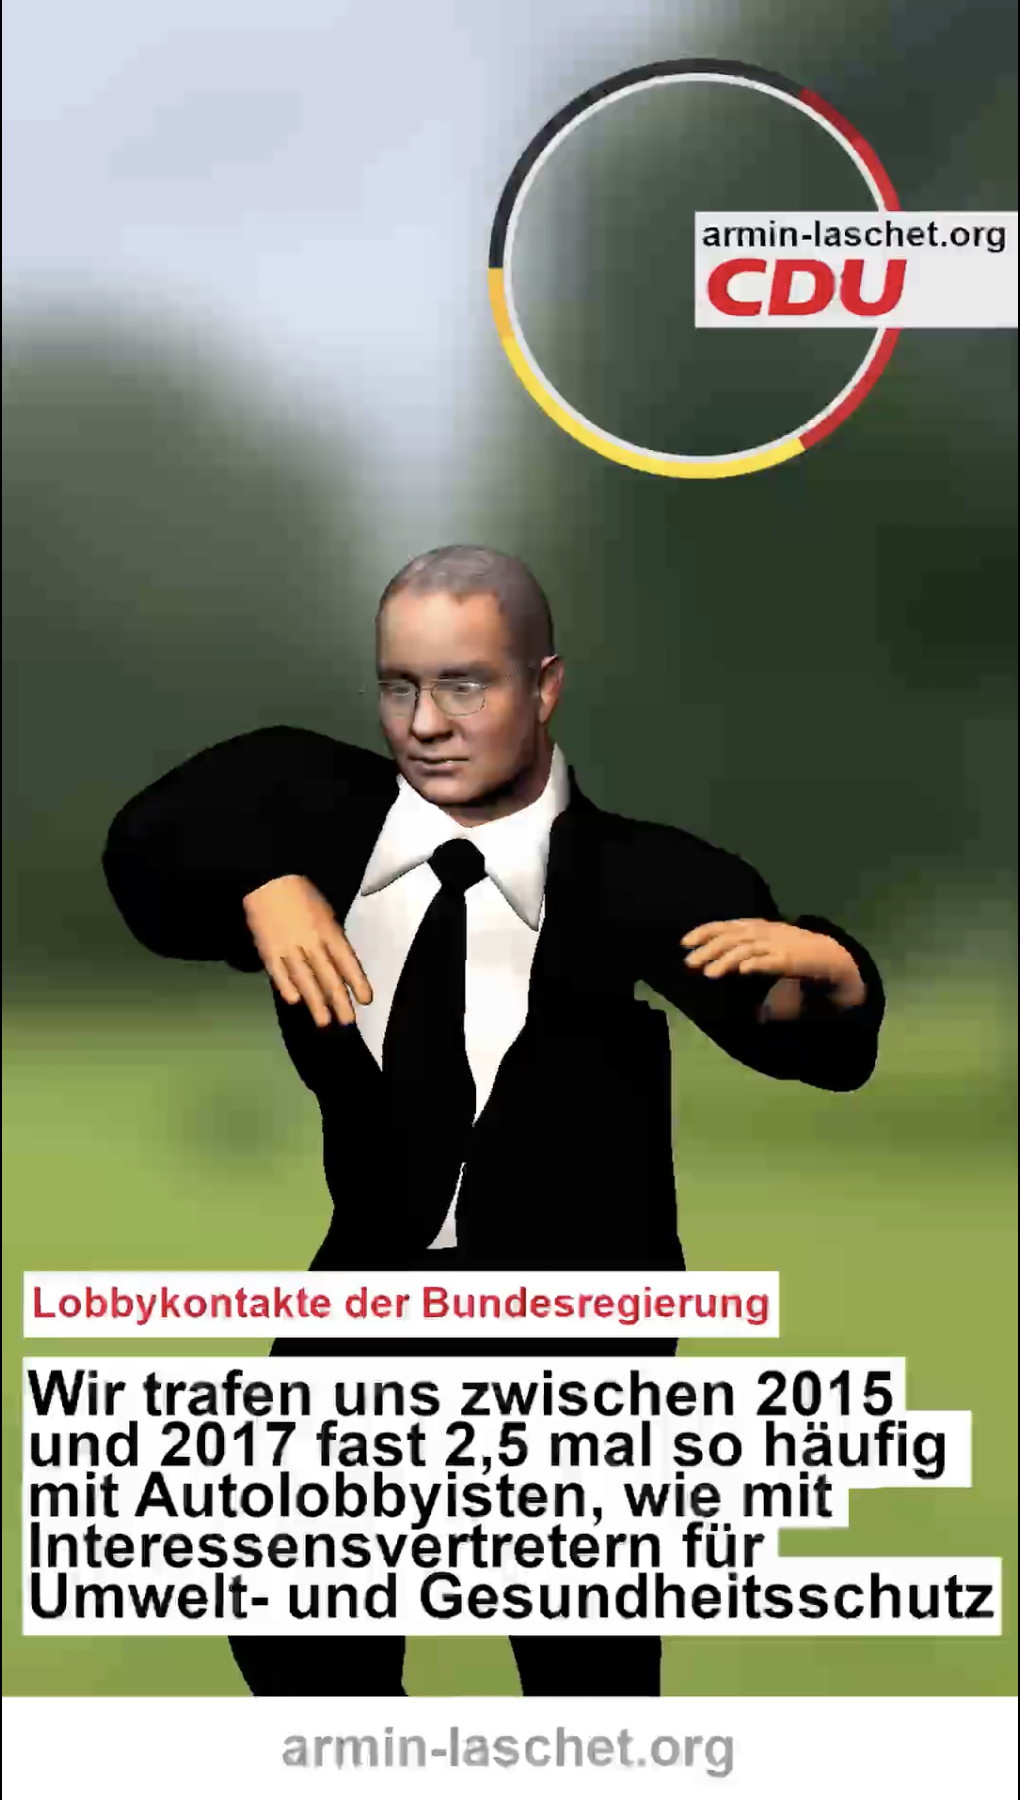 armin-laschet.org
CDU
Lobbykontakte der Bundesregierung
Wir trafen uns zwischen 2015
und 2017 fast 2,5 mal so häufig
mit Autolobbyisten, wie mit
Interessensvertretern für
Umwelt- und Gesundheitsschutz
armin-laschet.org